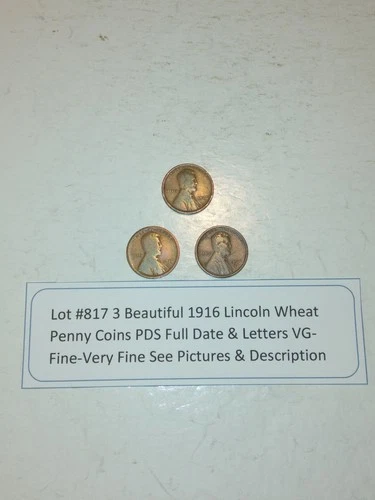 Lot #817 3 Beautiful 1916 Lincoln Wheat
Penny Coins PDS Full Date & Letters VG-
Fine-Very Fine See Pictures & Description